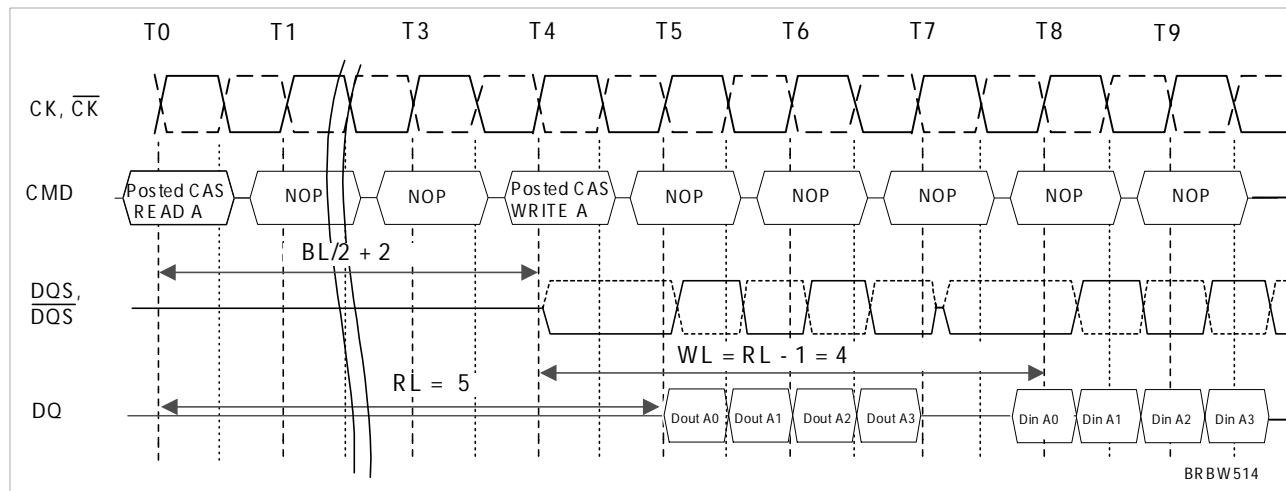 T0 T1 T3 T4 T5 T6 T7 T8 T9
CK, CK
CMD
Posted CAS
READ A
NOP
NOP
Posted CAS
WRITE A
NOP
NOP
NOP
NOP
NOP
BL/2 + 2
DQS,
DQS
WL = RL - 1 = 4
RL = 5
DQ
Dout A0
Dout A1
Dout A2
Dout A3
Din A0
Din A1
Din A2
Din A3
BRBW514